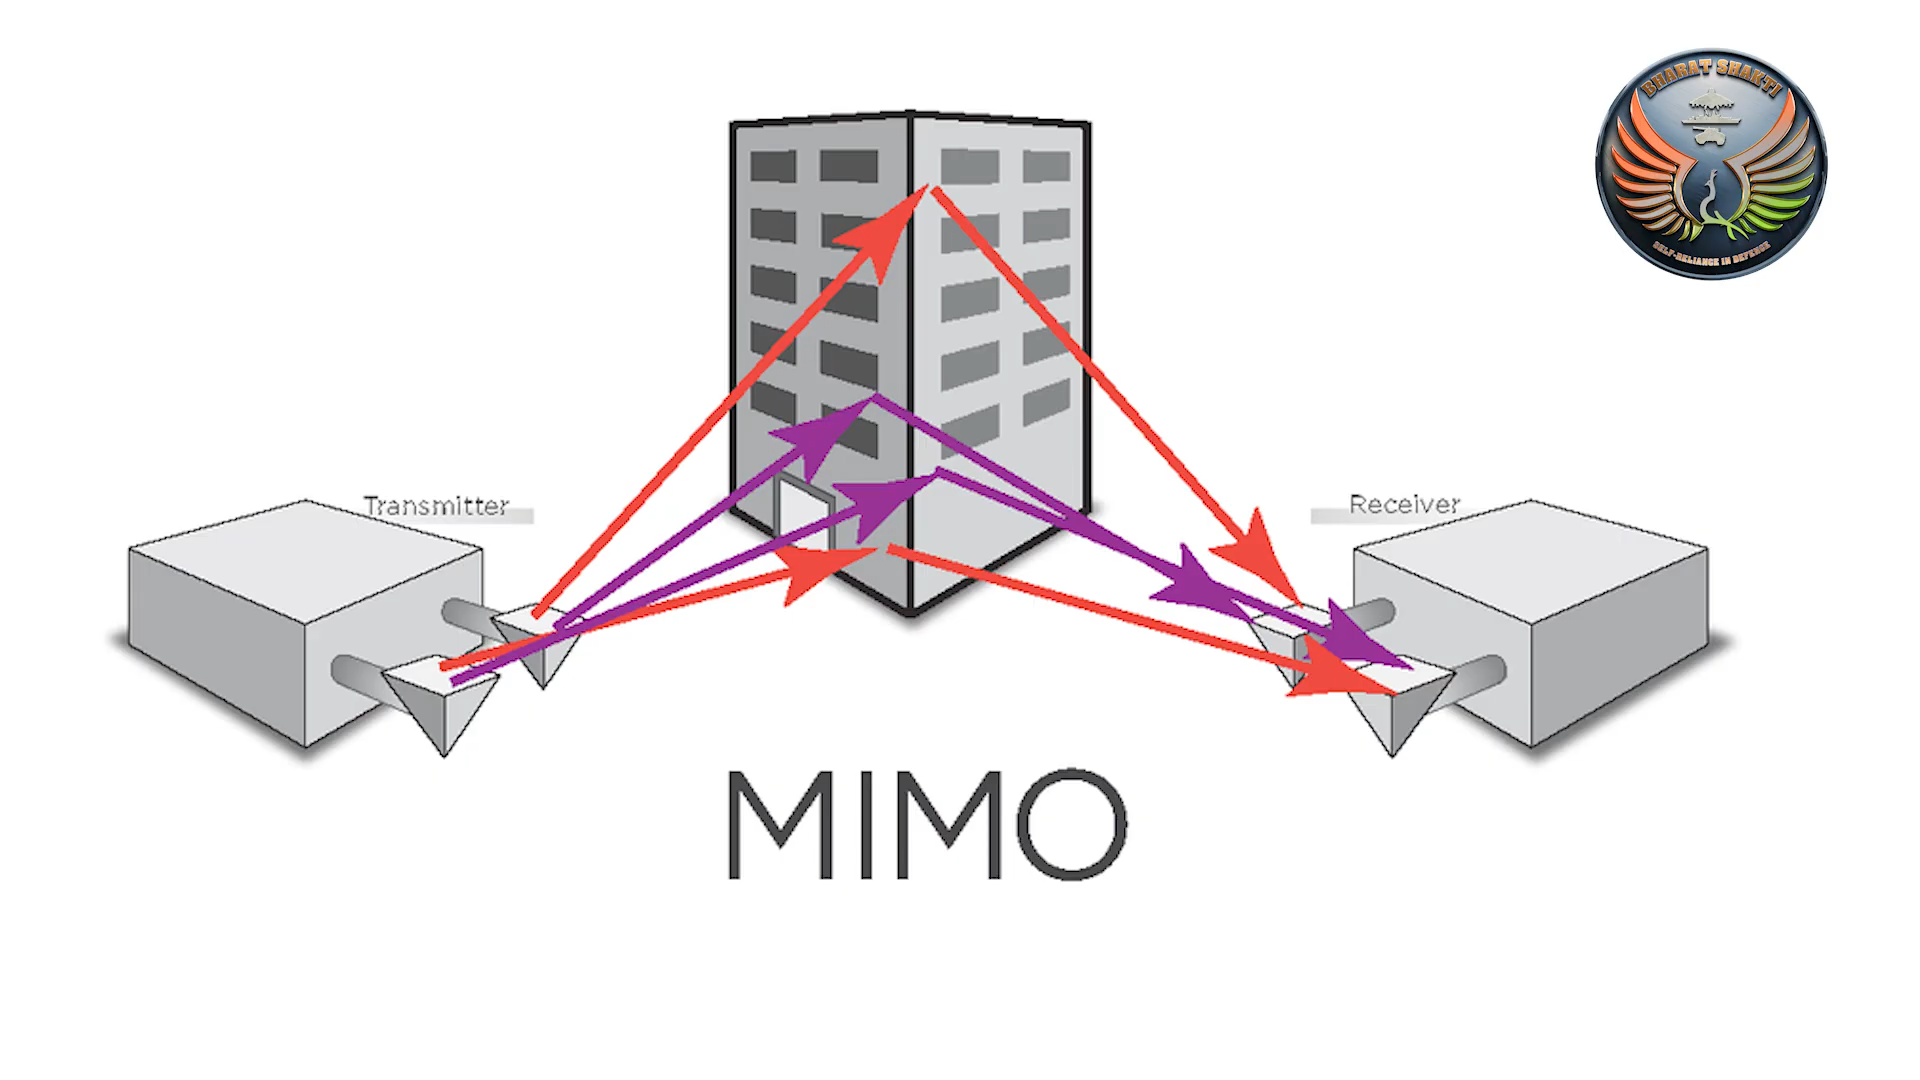 BHARAT SHAKTI
SELF-RELIANCE IN DEFENCE
Transmitter
Receiver
MIMO